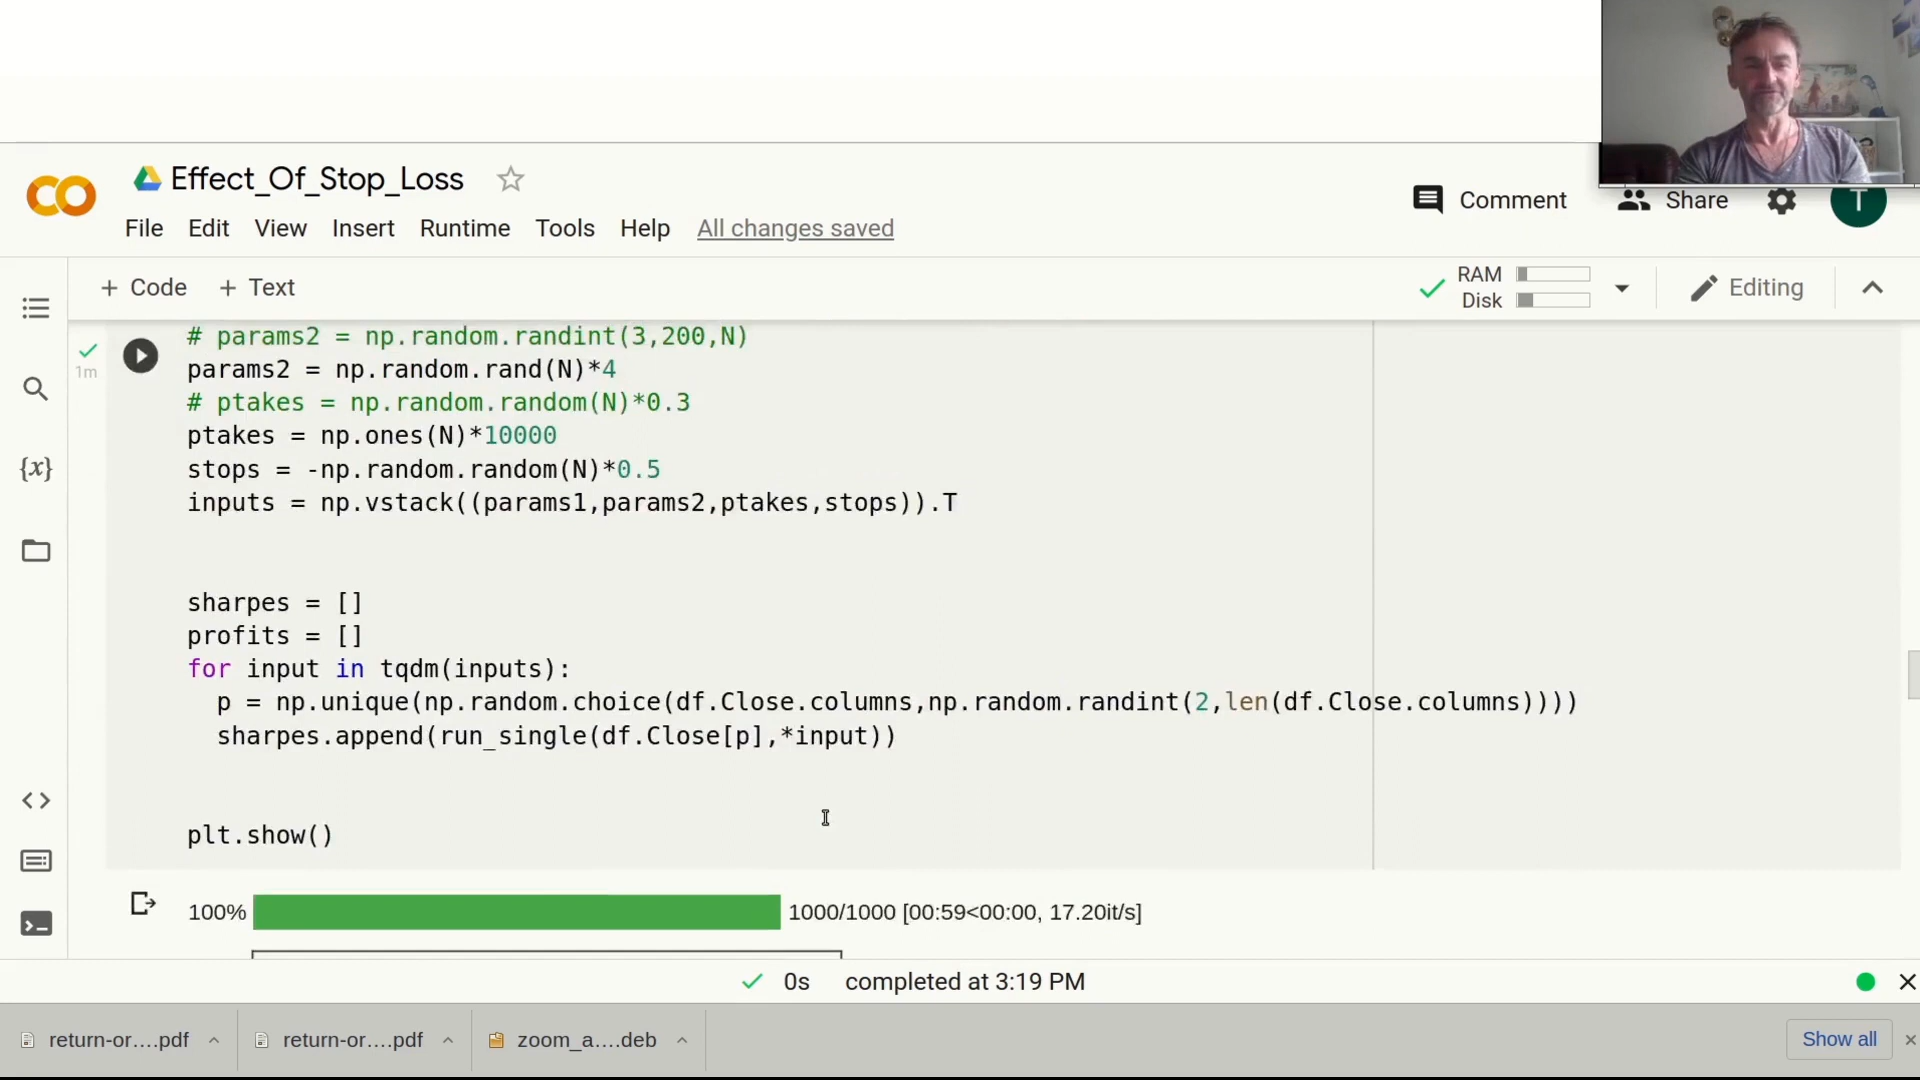 Effect_Of_Stop_Loss
File Edit View Insert Runtime Tools Help All changes saved
Comment Share T
+ Code + Text
RAM
Disk
Editing
# params2 = np.random.randint(3,200,N)
1m
params2 = np.random.rand(N)*4
# ptakes = np.random.random(N)*0.3
ptakes = np.ones(N)*10000
stops = -np.random.random(N)*0.5
inputs = np.vstack((params1,params2,ptakes,stops)).T
{x}
sharpes = []
profits = []
for input in tqdm(inputs):
p = np.unique(np.random.choice(df.Close.columns,np.random.randint(2,len(df.Close.columns))))
sharpes.append(run_single(df.Close[p],*input))
plt.show()
100% 1000/1000 [00:59<00:00, 17.20it/s]
0s completed at 3:19 PM
return-or....pdf return-or....pdf zoom_a....deb Show all